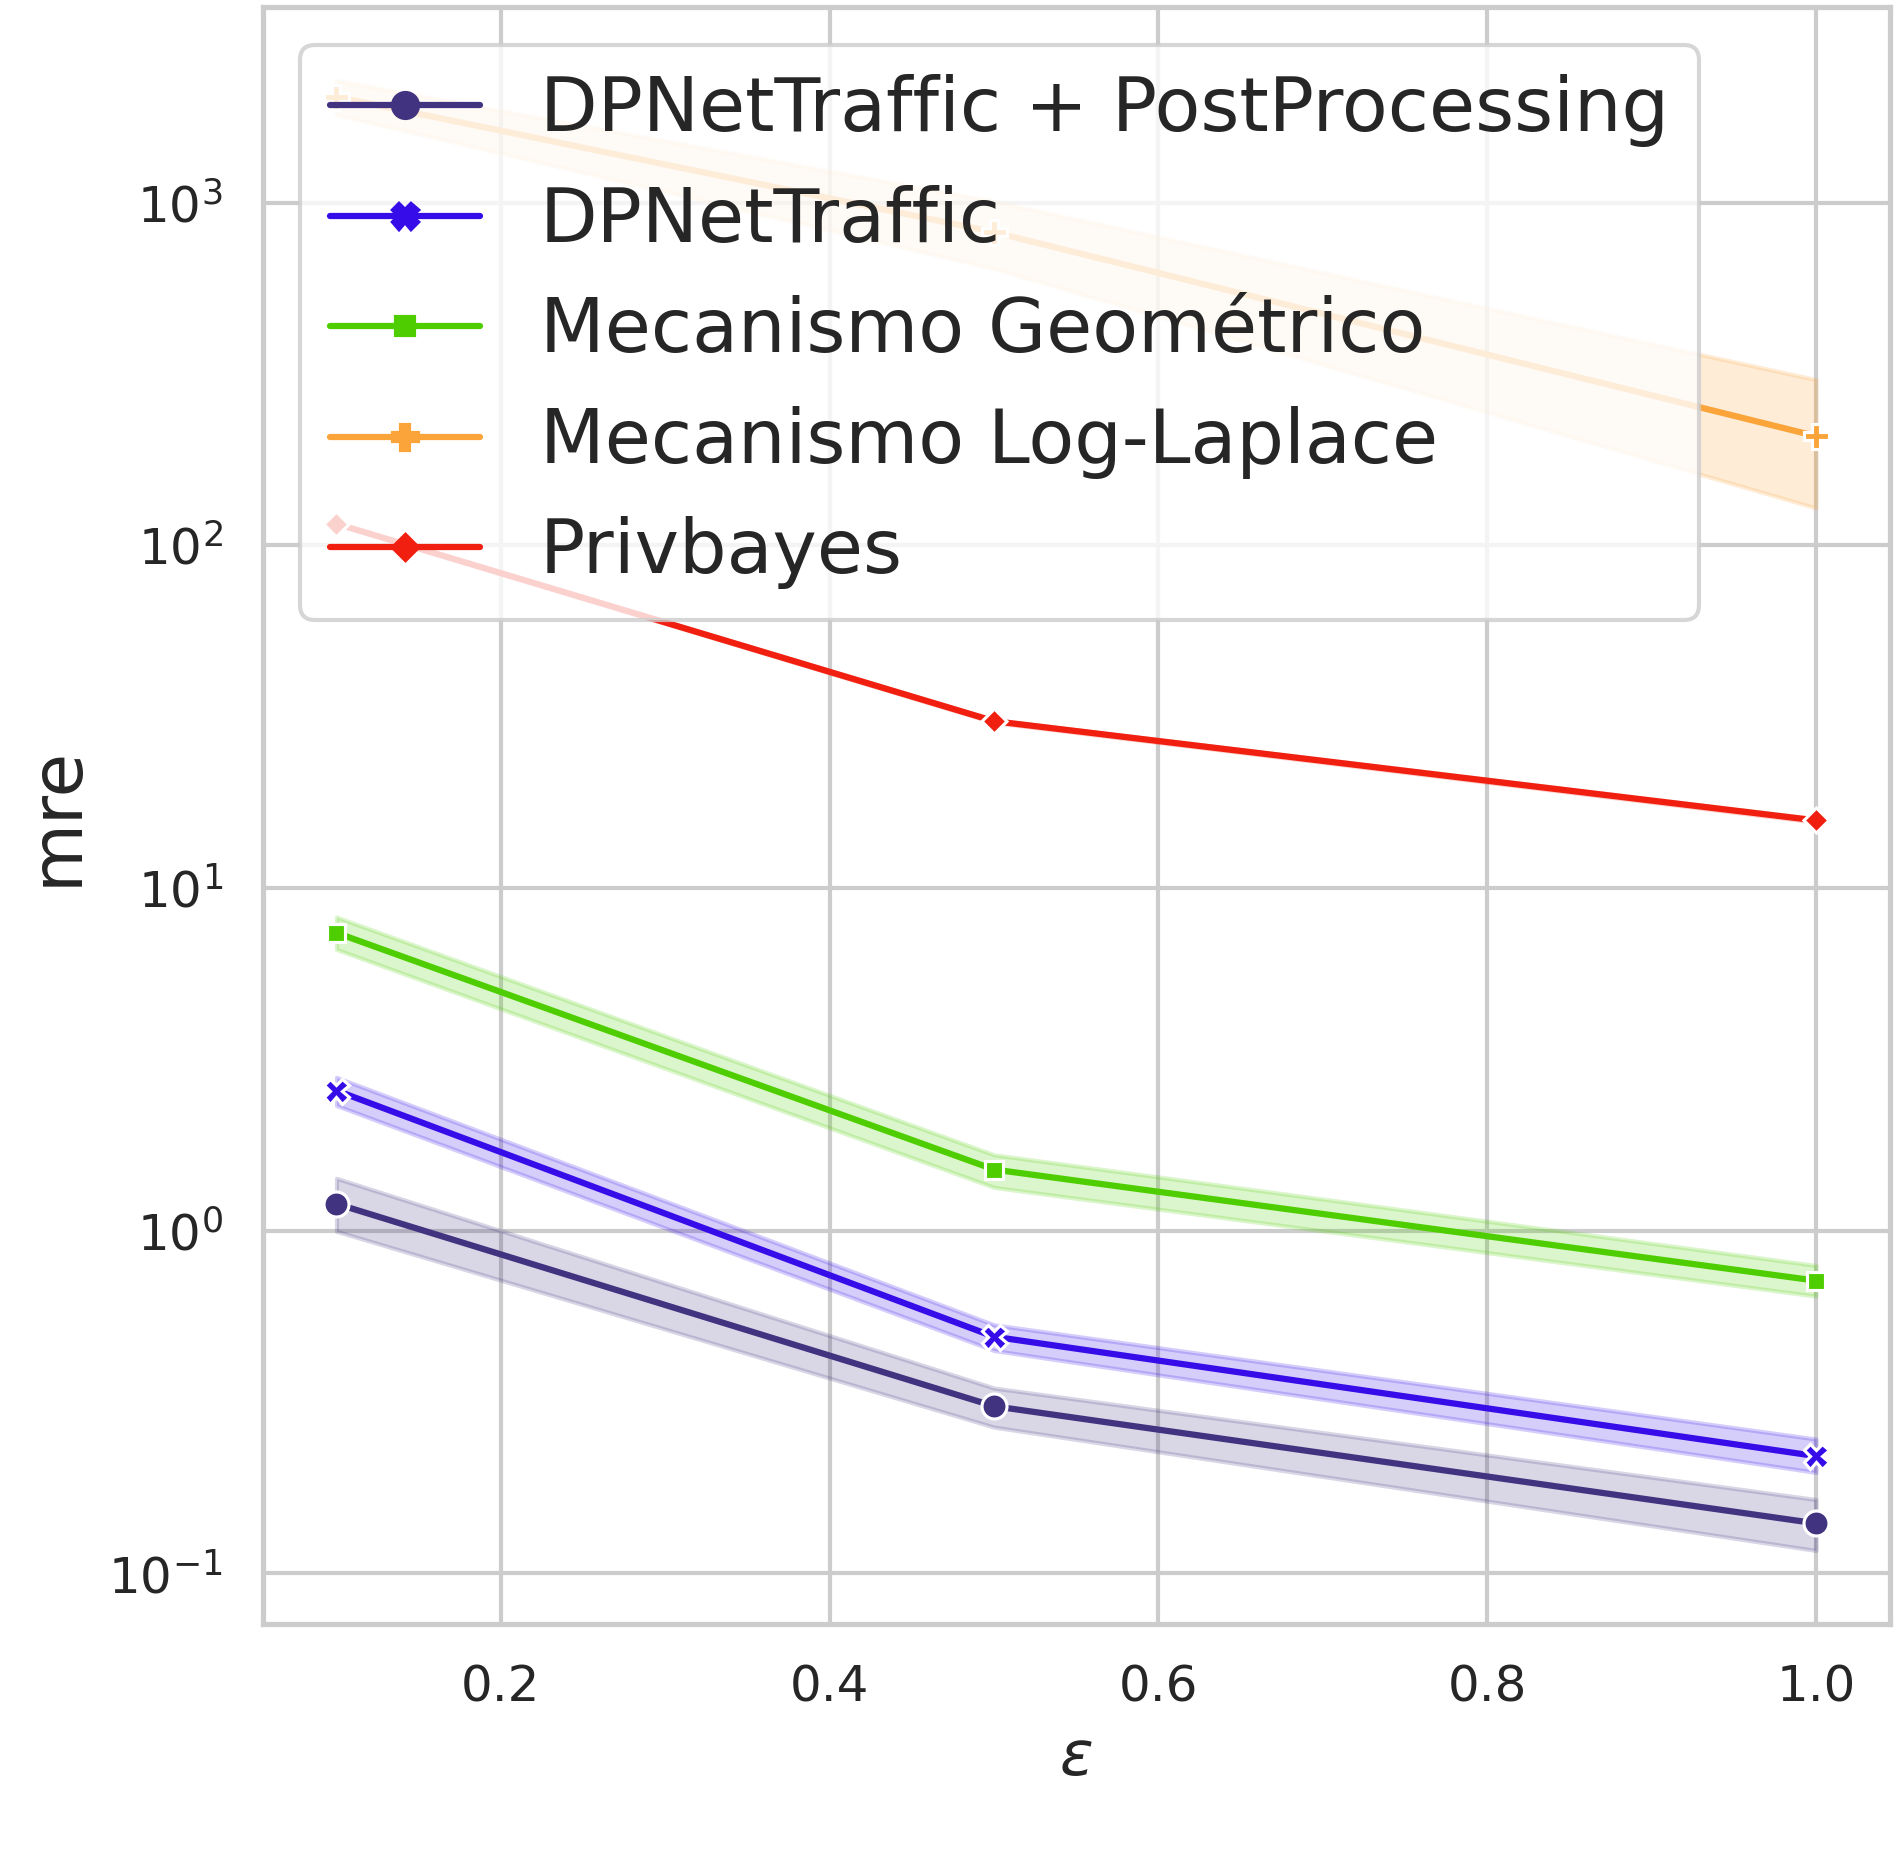 DPNetTraffic + PostProcessing
DPNetTraffic
Mecanismo Geométrico
Mecanismo Log-Laplace
Privbayes
mre
10³
10²
10¹
10⁰
10⁻¹
0.2 0.4 0.6 0.8 1.0
ε